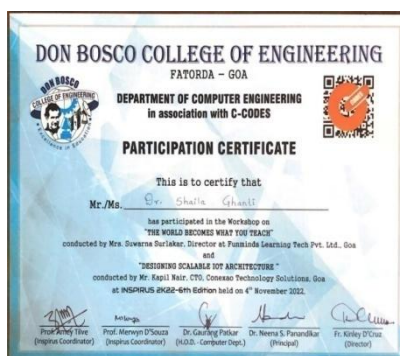 DON BOSCO COLLEGE OF ENGINEERING
FATORDA - GOA
DON BOSCO
COLLEGE OF ENGINEERING
DEPARTMENT OF COMPUTER ENGINEERING
in association with C-CODES
PARTICIPATION CERTIFICATE
This is to certify that
Mr./Ms. Dr. Shaila Ghanti
has participated in the Workshop on
"THE WORLD BECOMES WHAT YOU TEACH"
conducted by Mrs. Suwarna Surlakar, Director at Funminds Learning Tech Pvt. Ltd., Goa
and
"DESIGNING SCALABLE IOT ARCHITECTURE"
conducted by Mr. Kapil Nair, CTO, Conexao Technology Solutions, Goa
at INSPIRUS 2K22-6th Edition held on 4th November 2022.
Prof. Amey Tilve
(Inspirus Coordinator)
Prof. Merwyn D'Souza
(Inspirus Coordinator)
Dr. Gaurang Patkar
(H.O.D. - Computer Dept.)
Dr. Neena S. Panandikar
(Principal)
Fr. Kinley D'Cruz
(Director)